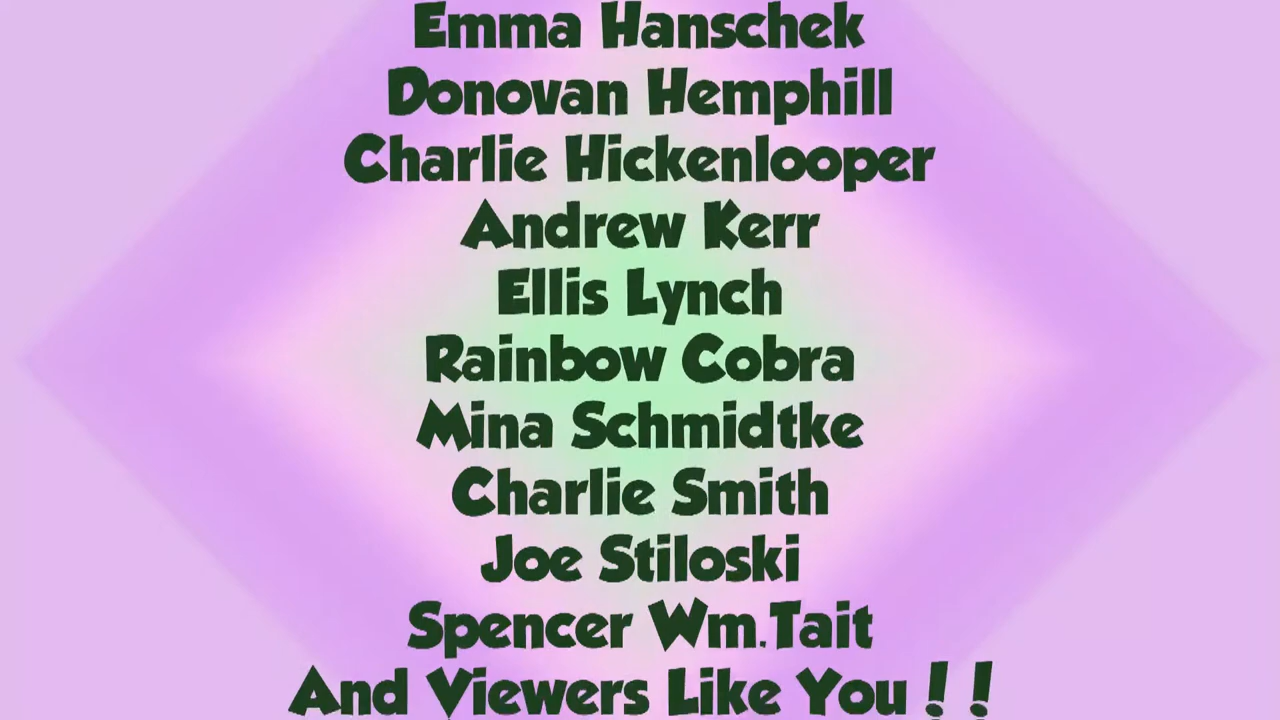 Emma Hanschek
Donovan Hemphill
Charlie Hickenlooper
Andrew Kerr
Ellis Lynch
Rainbow Cobra
Mina Schmidtke
Charlie Smith
Joe Stiloski
Spencer Wm.Tait
And Viewers Like You!!